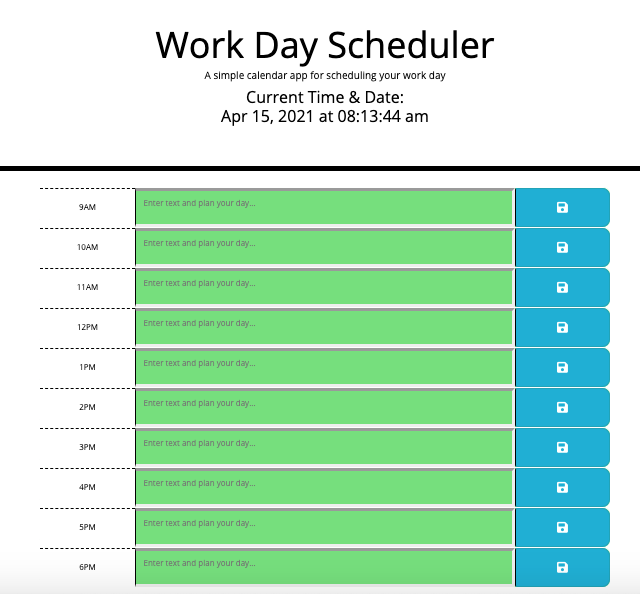 Work Day Scheduler
A simple calendar app for scheduling your work day
Current Time & Date:
Apr 15, 2021 at 08:13:44 am
9AM Enter text and plan your day...
10AM Enter text and plan your day...
11AM Enter text and plan your day...
12PM Enter text and plan your day...
1PM Enter text and plan your day...
2PM Enter text and plan your day...
3PM Enter text and plan your day...
4PM Enter text and plan your day...
5PM Enter text and plan your day...
6PM Enter text and plan your day...